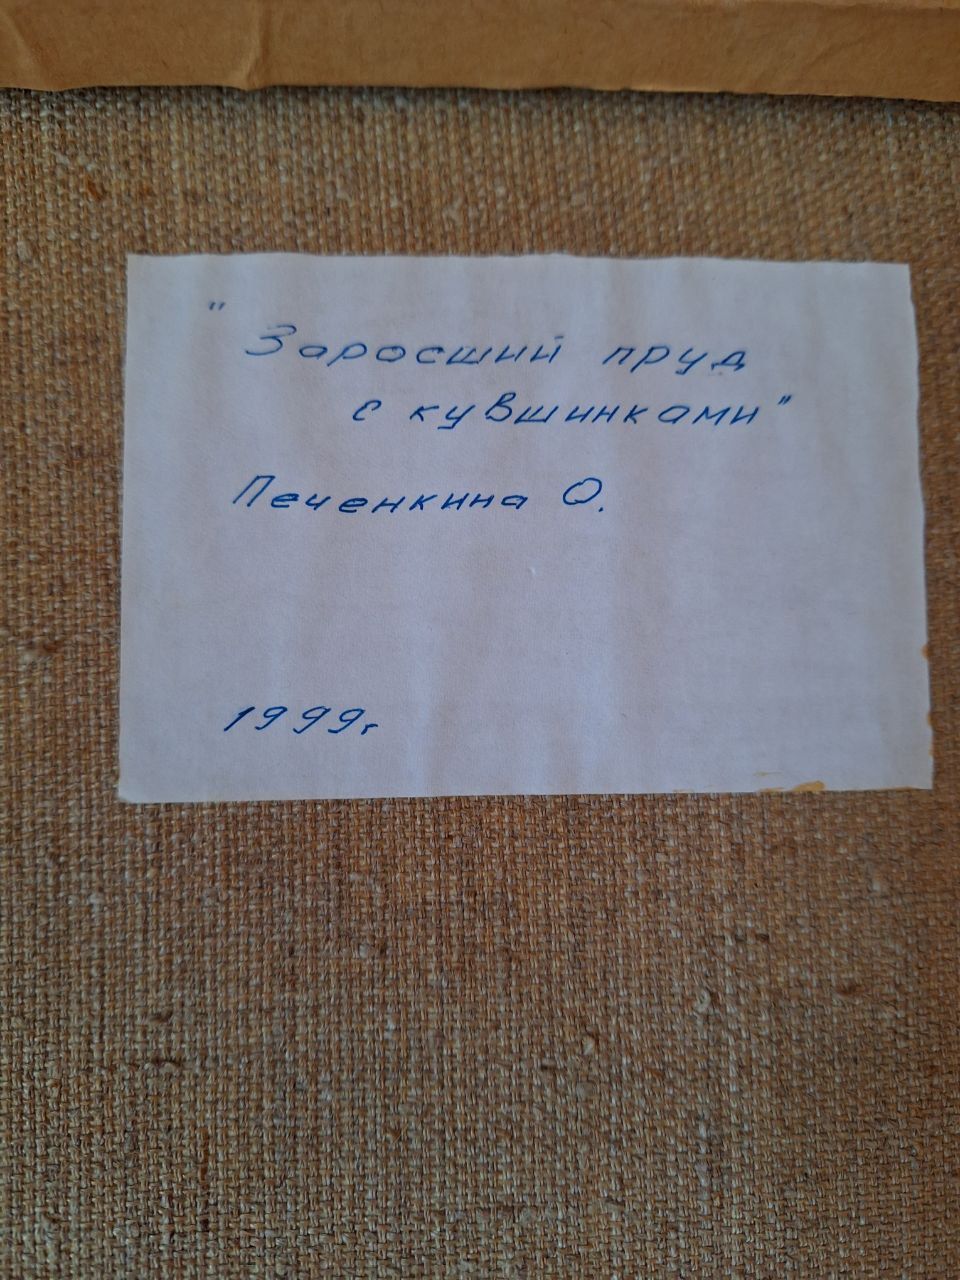 "Заросший пруд
с кувшинками"
Печенкина О.
1999г